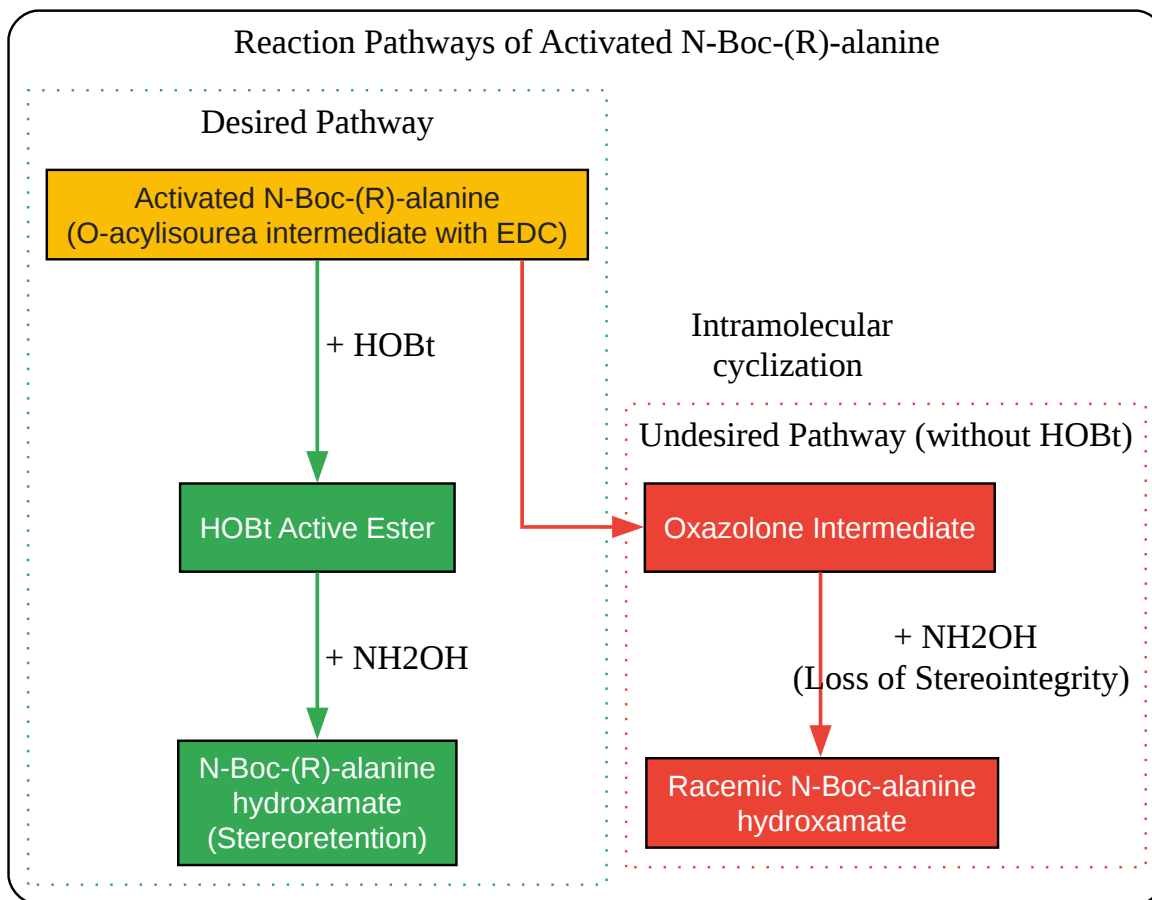 Reaction Pathways of Activated N-Boc-(R)-alanine
Desired Pathway
Activated N-Boc-(R)-alanine
(O-acylisourea intermediate with EDC)
+ HOBt
HOBt Active Ester
+ NH2OH
N-Boc-(R)-alanine
hydroxamate
(Stereoretention)
Intramolecular
cyclization
Undesired Pathway (without HOBt)
Oxazolone Intermediate
+ NH2OH
(Loss of Stereointegrity)
Racemic N-Boc-alanine
hydroxamate